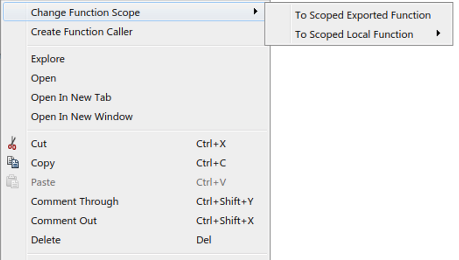 Change Function Scope
To Scoped Exported Function
To Scoped Local Function
Create Function Caller
Explore
Open
Open In New Tab
Open In New Window
Cut Ctrl+X
Copy Ctrl+C
Paste Ctrl+V
Comment Through Ctrl+Shift+Y
Comment Out Ctrl+Shift+X
Delete Del